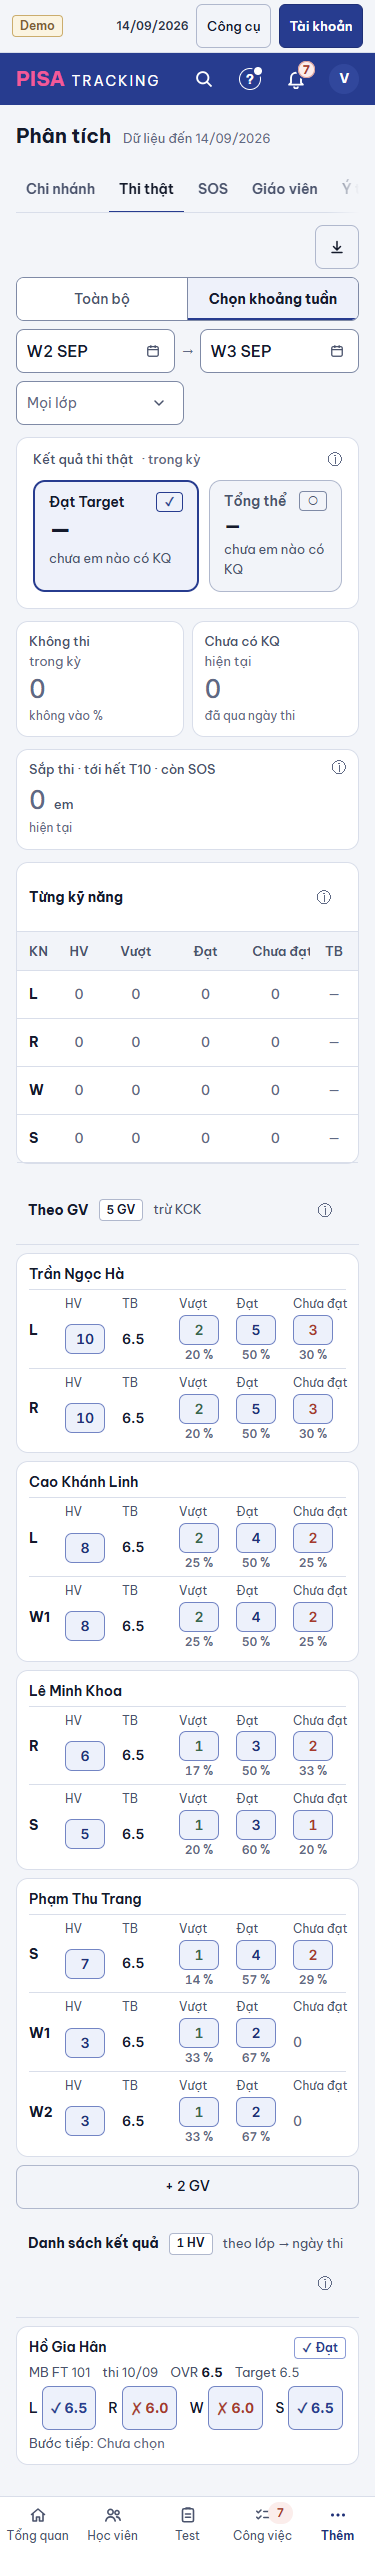 Demo 14/09/2026 Công cụ Tài khoản
PISA TRACKING ? 7 V
Phân tích Dữ liệu đến 14/09/2026
Chi nhánh Thi thật SOS Giáo viên Ý
Toàn bộ Chọn khoảng tuần
W2 SEP → W3 SEP
Mọi lớp
Kết quả thi thật · trong kỳ
Đạt Target ✓
–
chưa em nào có KQ
Tổng thể ○
–
chưa em nào có
KQ
Không thi
trong kỳ
0
không vào %
Chưa có KQ
hiện tại
0
đã qua ngày thi
Sắp thi · tới hết T10 · còn SOS
0 em
hiện tại
Từng kỹ năng
KN HV Vượt Đạt Chưa đạt TB
L 0 0 0 0 –
R 0 0 0 0 –
W 0 0 0 0 –
S 0 0 0 0 –
Theo GV 5 GV trừ KCK
Trần Ngọc Hà
HV TB Vượt Đạt Chưa đạt
L 10 6.5 2 5 3
20 % 50 % 30 %
HV TB Vượt Đạt Chưa đạt
R 10 6.5 2 5 3
20 % 50 % 30 %
Cao Khánh Linh
HV TB Vượt Đạt Chưa đạt
L 8 6.5 2 4 2
25 % 50 % 25 %
HV TB Vượt Đạt Chưa đạt
W1 8 6.5 2 4 2
25 % 50 % 25 %
Lê Minh Khoa
HV TB Vượt Đạt Chưa đạt
R 6 6.5 1 3 2
17 % 50 % 33 %
HV TB Vượt Đạt Chưa đạt
S 5 6.5 1 3 1
20 % 60 % 20 %
Phạm Thu Trang
HV TB Vượt Đạt Chưa đạt
S 7 6.5 1 4 2
14 % 57 % 29 %
HV TB Vượt Đạt Chưa đạt
W1 3 6.5 1 2 0
33 % 67 %
HV TB Vượt Đạt Chưa đạt
W2 3 6.5 1 2 0
33 % 67 %
+ 2 GV
Danh sách kết quả 1 HV theo lớp → ngày thi
Hồ Gia Hân ✓ Đạt
MB FT 101 thi 10/09 OVR 6.5 Target 6.5
L ✓ 6.5 R ✗ 6.0 W ✗ 6.0 S ✓ 6.5
Bước tiếp: Chưa chọn
7
Tổng quan Học viên Test Công việc Thêm